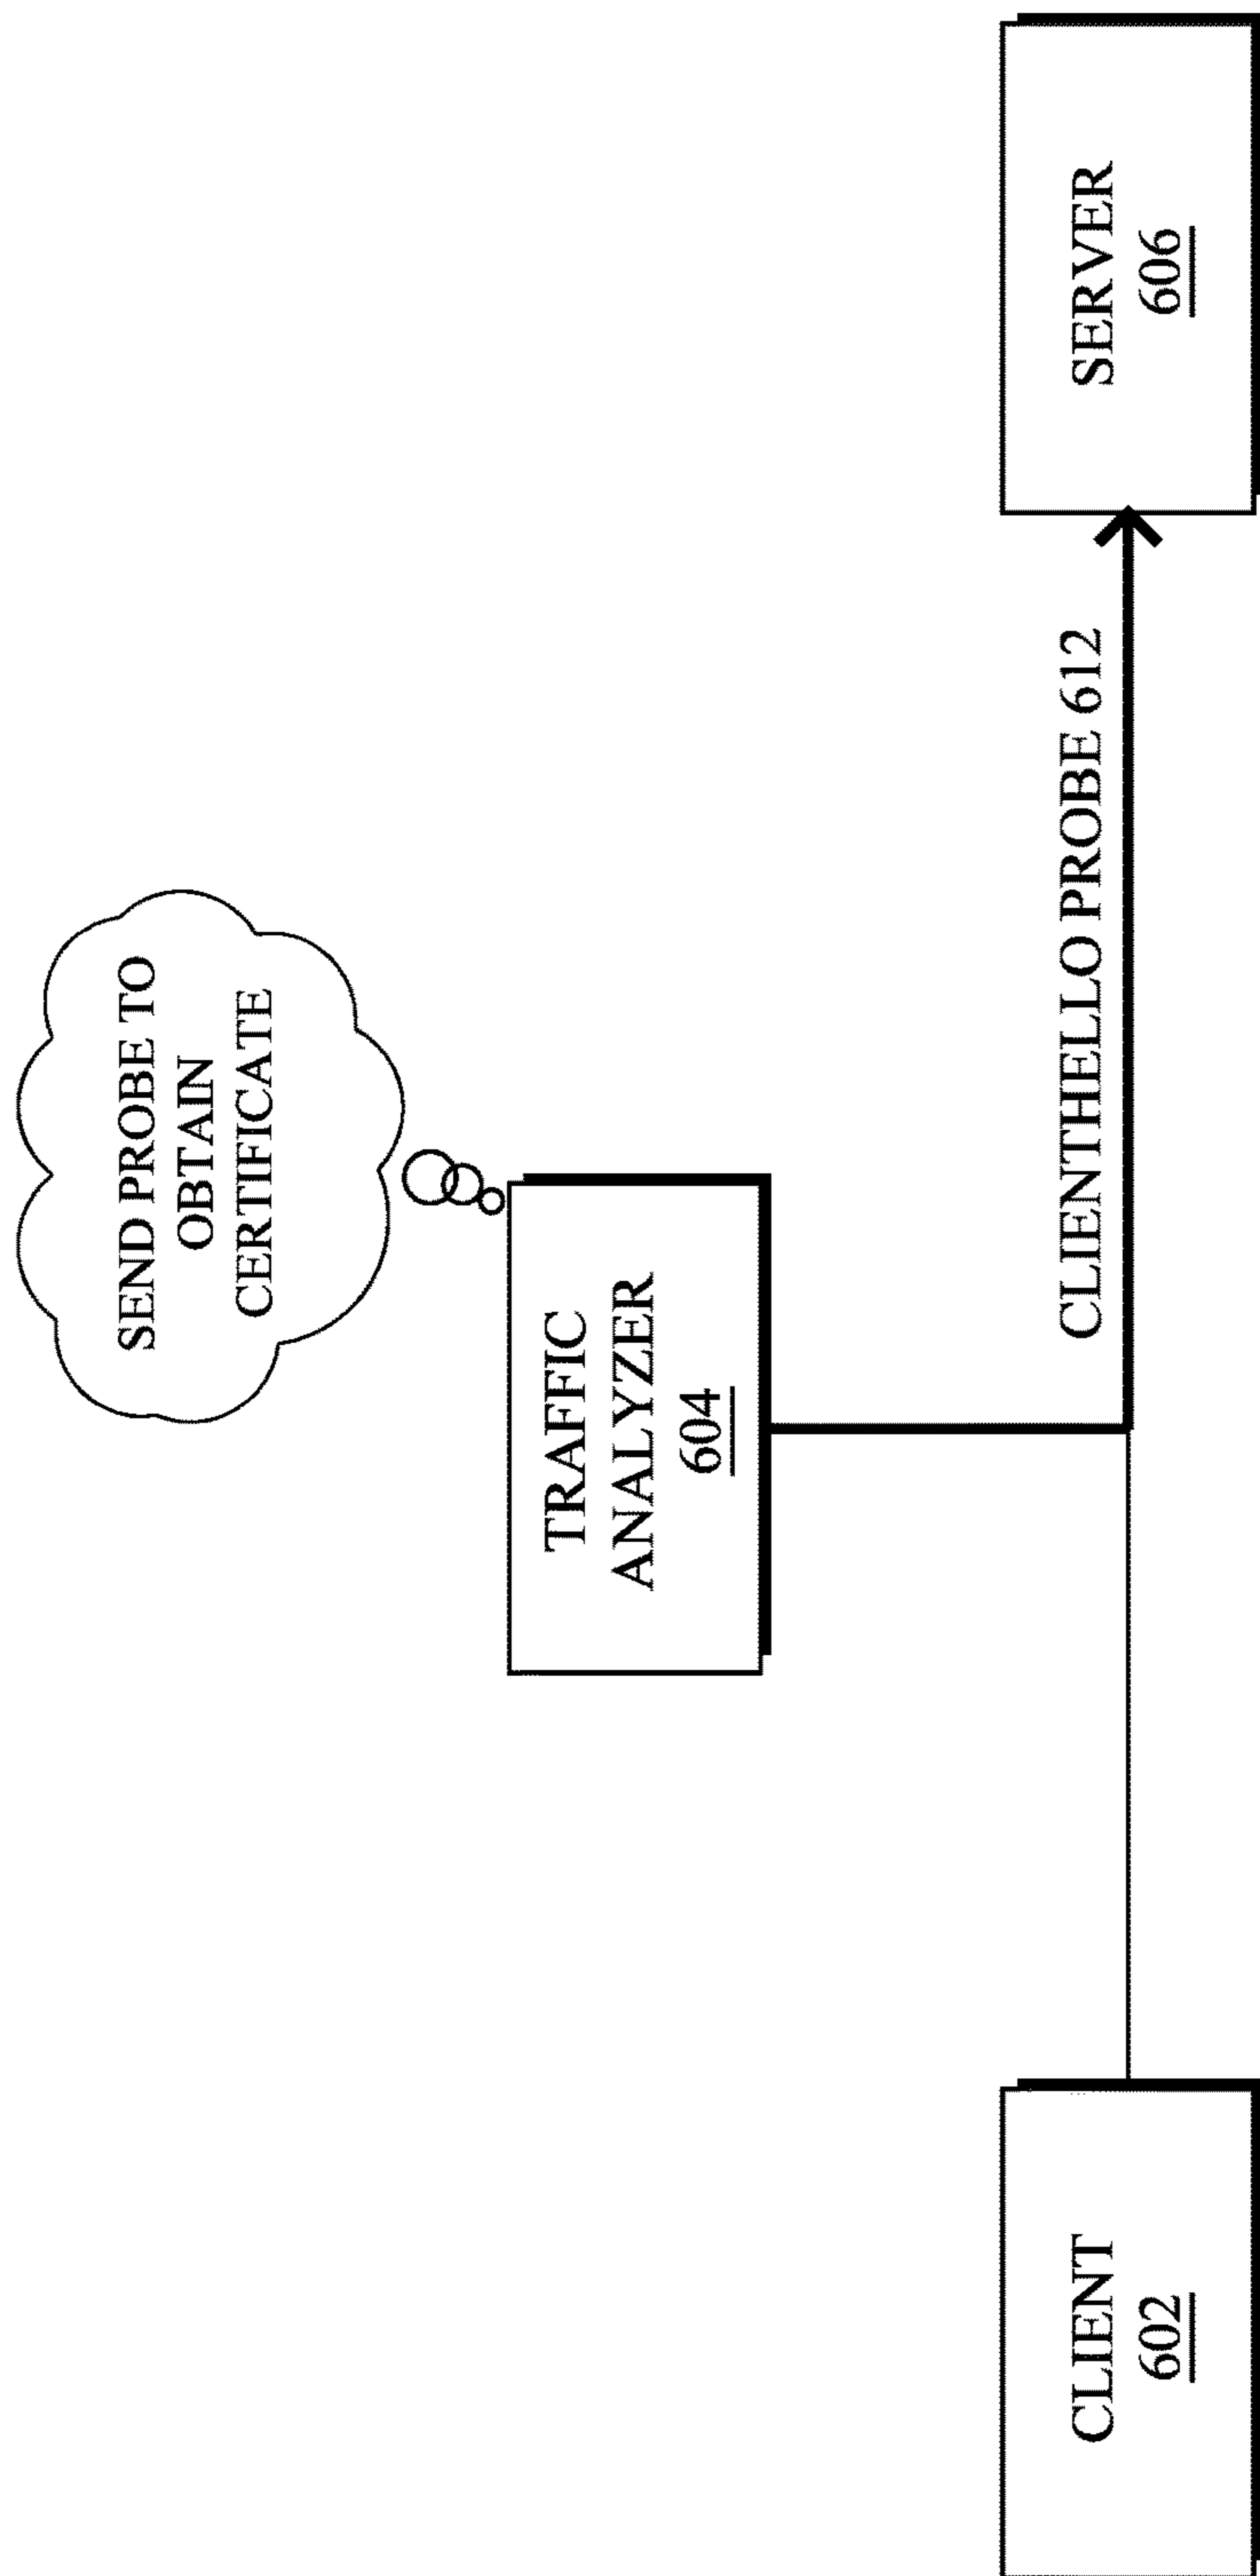 SEND PROBE TO
OBTAIN
CERTIFICATE
TRAFFIC
ANALYZER
604
CLIENT
602
CLIENTHELLO PROBE 612
SERVER
606